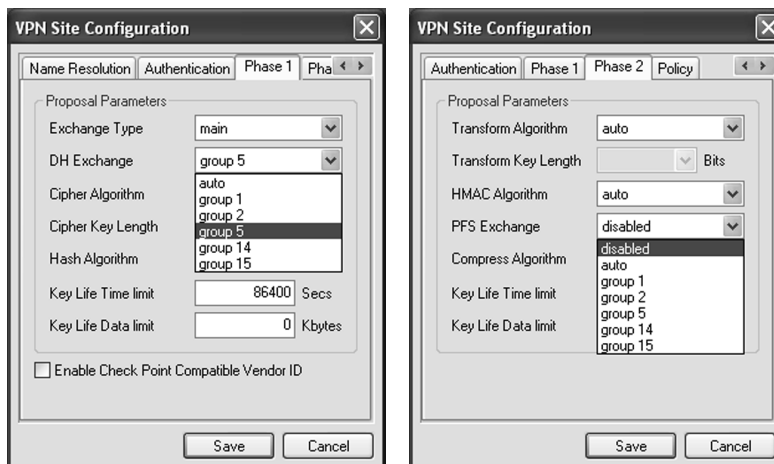 VPN Site Configuration
Name Resolution Authentication Phase 1 Pha
Proposal Parameters
Exchange Type main
DH Exchange group 5
auto
group 1
group 2
group 5
group 14
group 15
Cipher Algorithm
Cipher Key Length
Hash Algorithm
Key Life Time limit 86400 Secs
Key Life Data limit 0 Kbytes
Enable Check Point Compatible Vendor ID
Save Cancel
VPN Site Configuration
Authentication Phase 1 Phase 2 Policy
Proposal Parameters
Transform Algorithm auto
Transform Key Length Bits
HMAC Algorithm auto
PFS Exchange disabled
disabled
auto
group 1
group 2
group 5
group 14
group 15
Compress Algorithm
Key Life Time limit
Key Life Data limit
Save Cancel